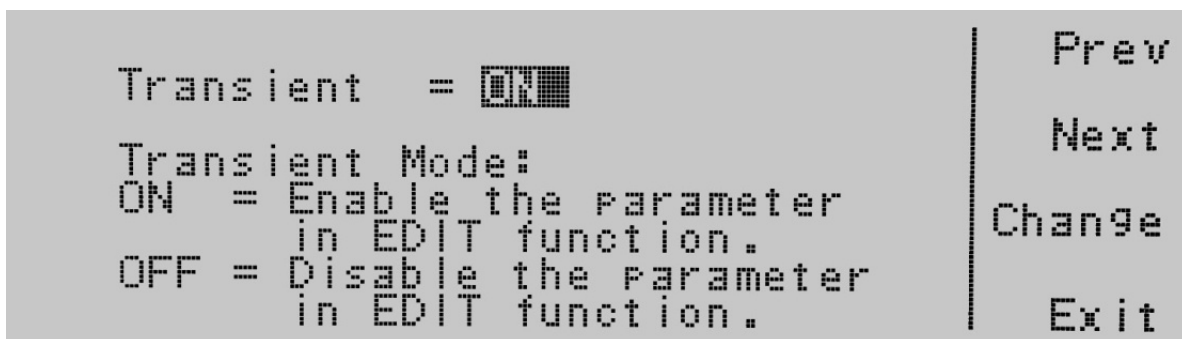 Transient = ON
Transient Mode:
ON = Enable the parameter
in EDIT function.
OFF = Disable the parameter
in EDIT function.
Prev
Next
Change
Exit